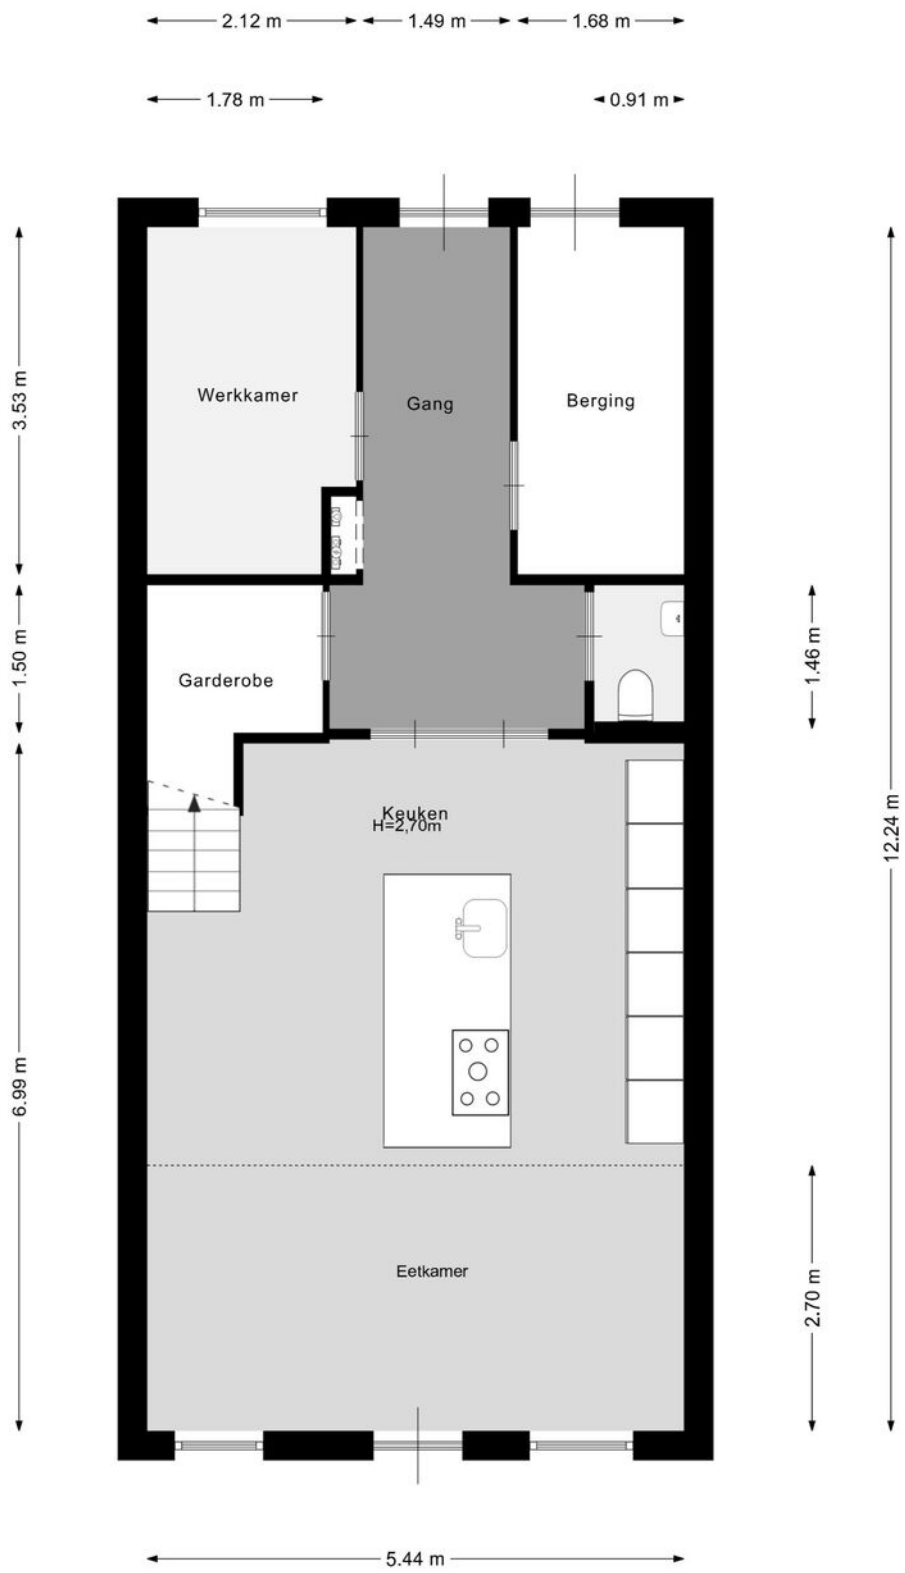 2.12 m 1.49 m 1.68 m
1.78 m 0.91 m
3.53 m
Werkkamer
Gang
Berging
1.50 m
Garderobe
1.46 m
Keuken
H=2,70m
12.24 m
6.99 m
Eetkamer
2.70 m
5.44 m